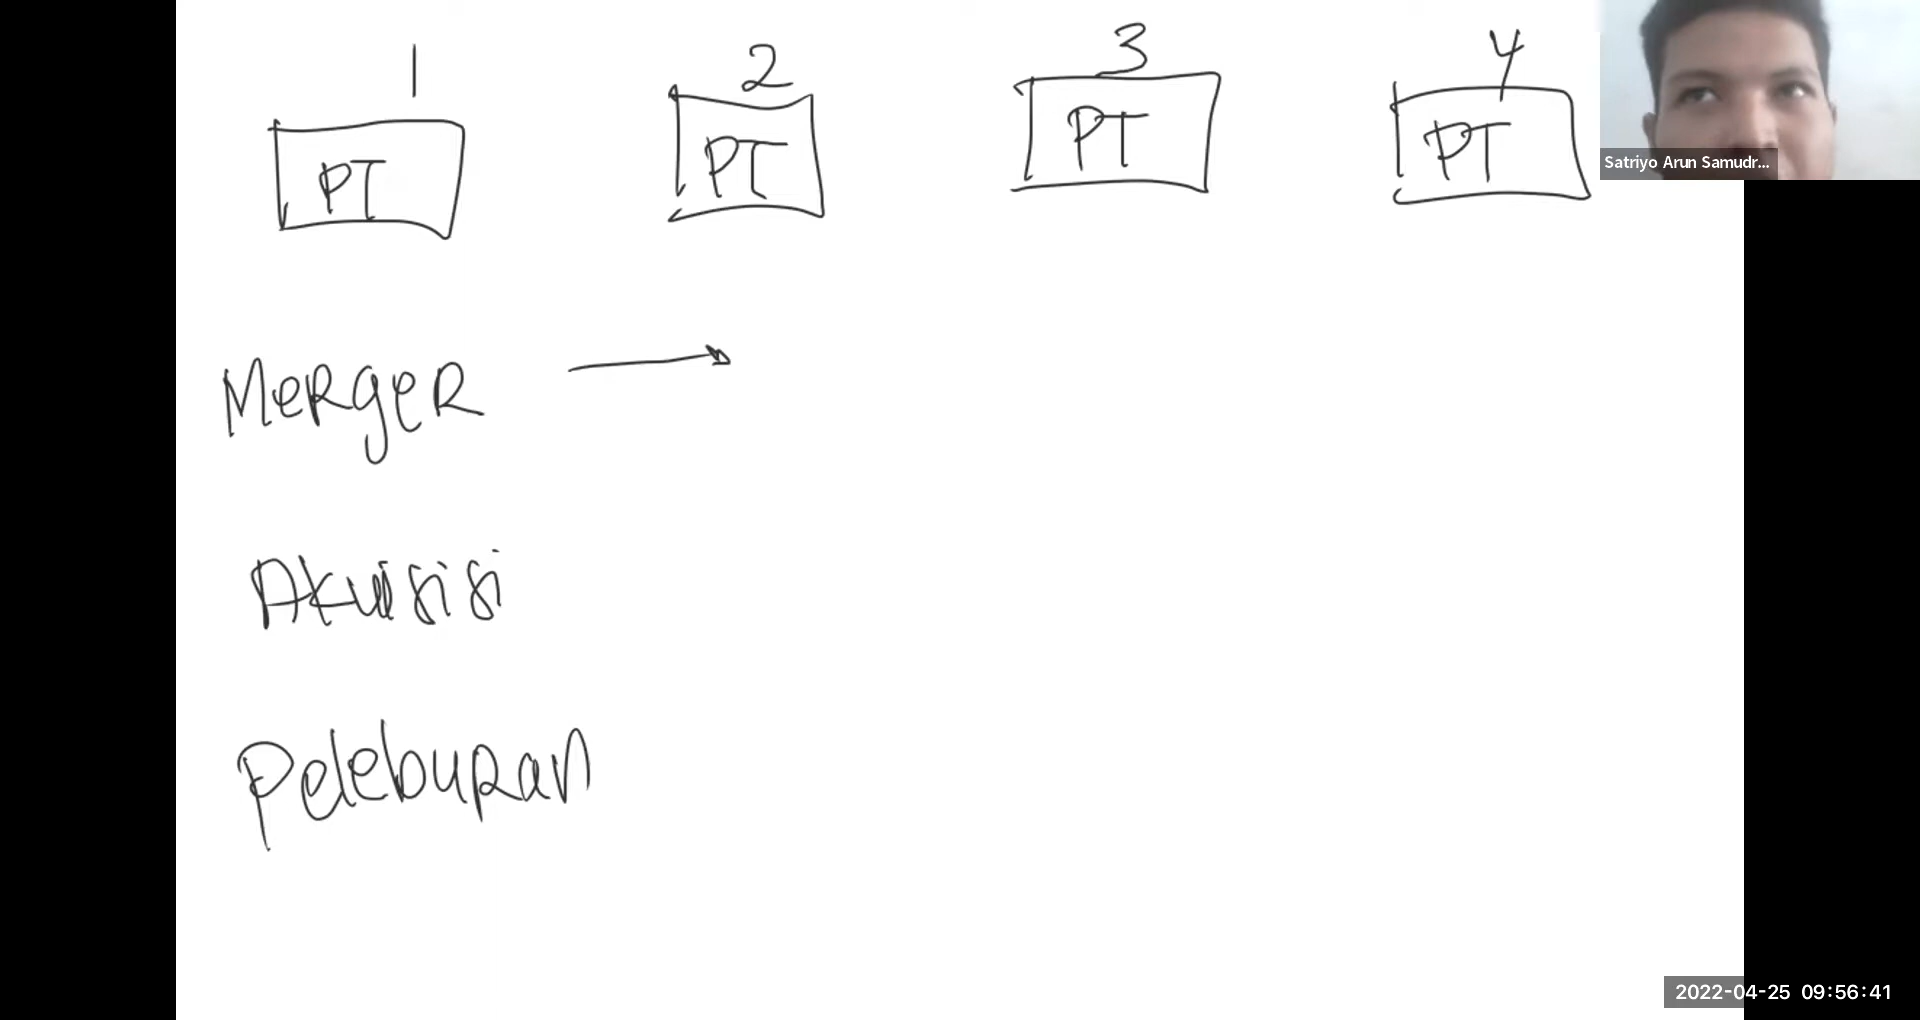 1 2 3 4
PT PT PT PT
Satriyo Arun Samudr...
Merger
Akuisisi
Peleburan
2022-04-25 09:56:41